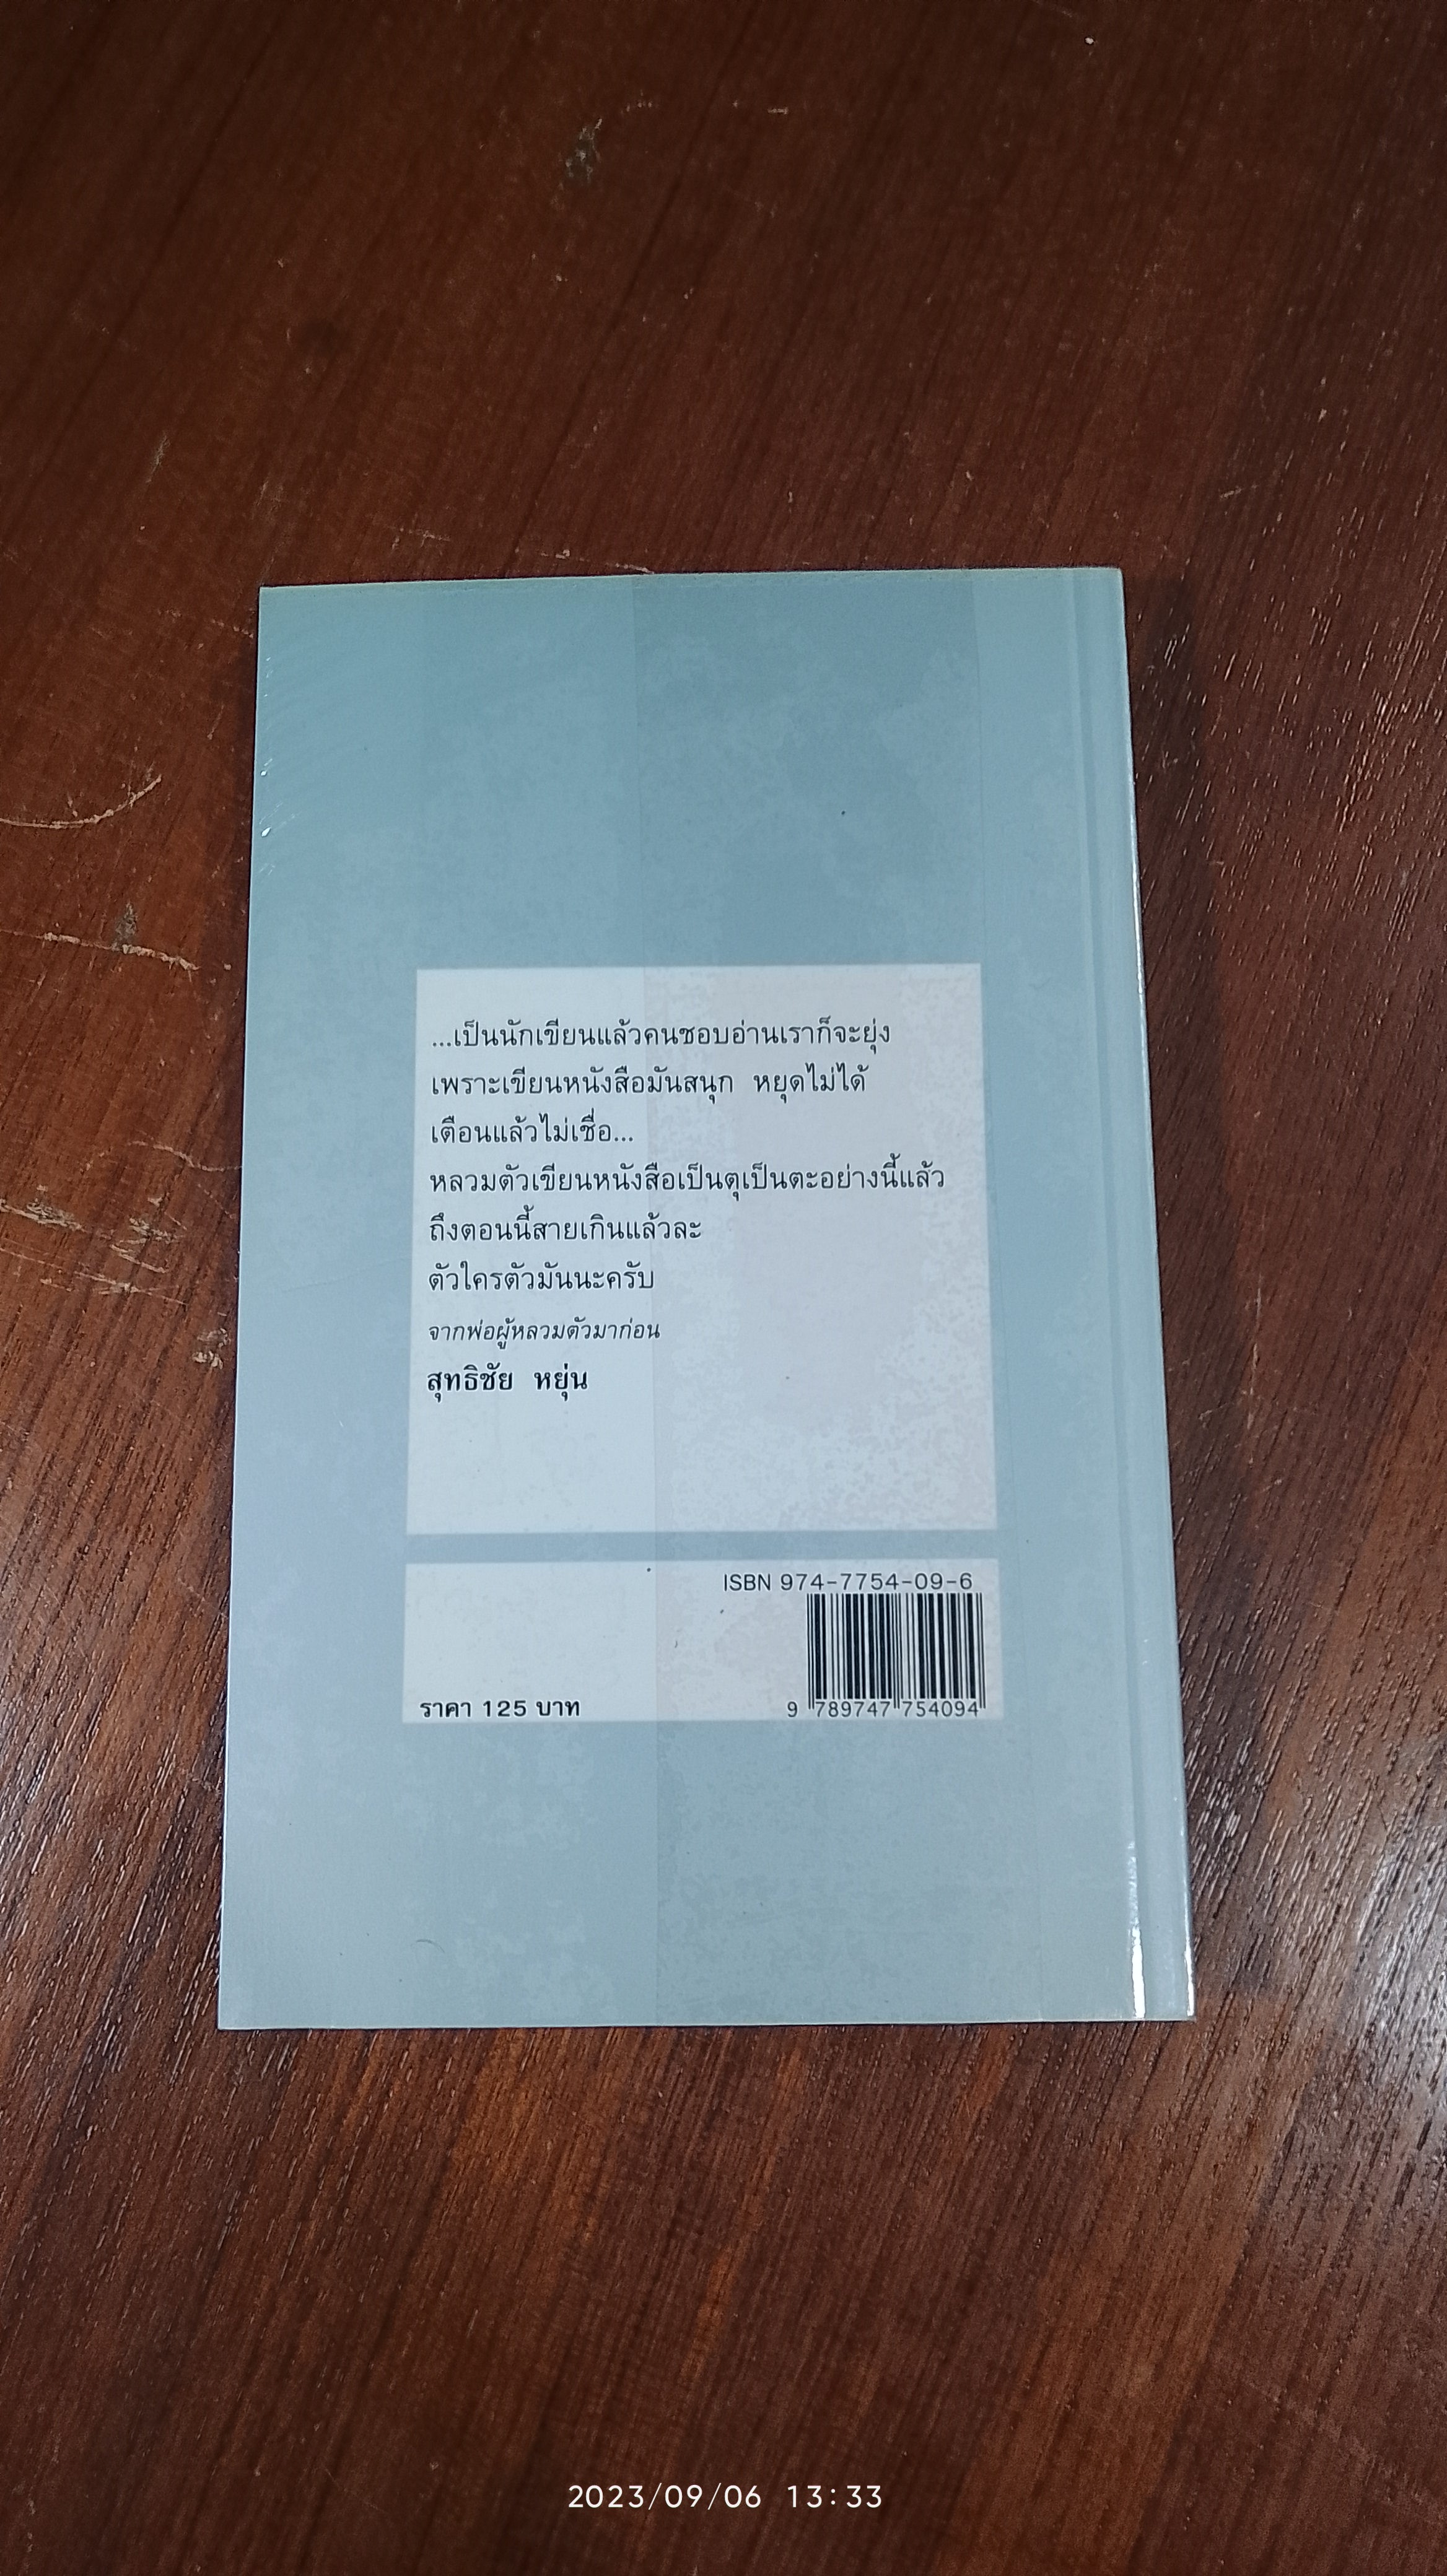 ...เป็นนักเขียนแล้วคนชอบอ่านเราก็จะยุ่ง
เพราะเขียนหนังสือมันสนุก หยุดไม่ได้
เตือนแล้วไม่เชื่อ...
หลวมตัวเขียนหนังสือเป็นตุเป็นตะอย่างนี้แล้ว
ถึงตอนนี้สายเกินแล้วละ
ตัวใครตัวมันนะครับ
จากพ่อผู้หลวมตัวมาก่อน
สุทธิชัย หยุ่น
ISBN 974-7754-09-6
ราคา 125 บาท
9 789747 754094
2023/09/06 13:33